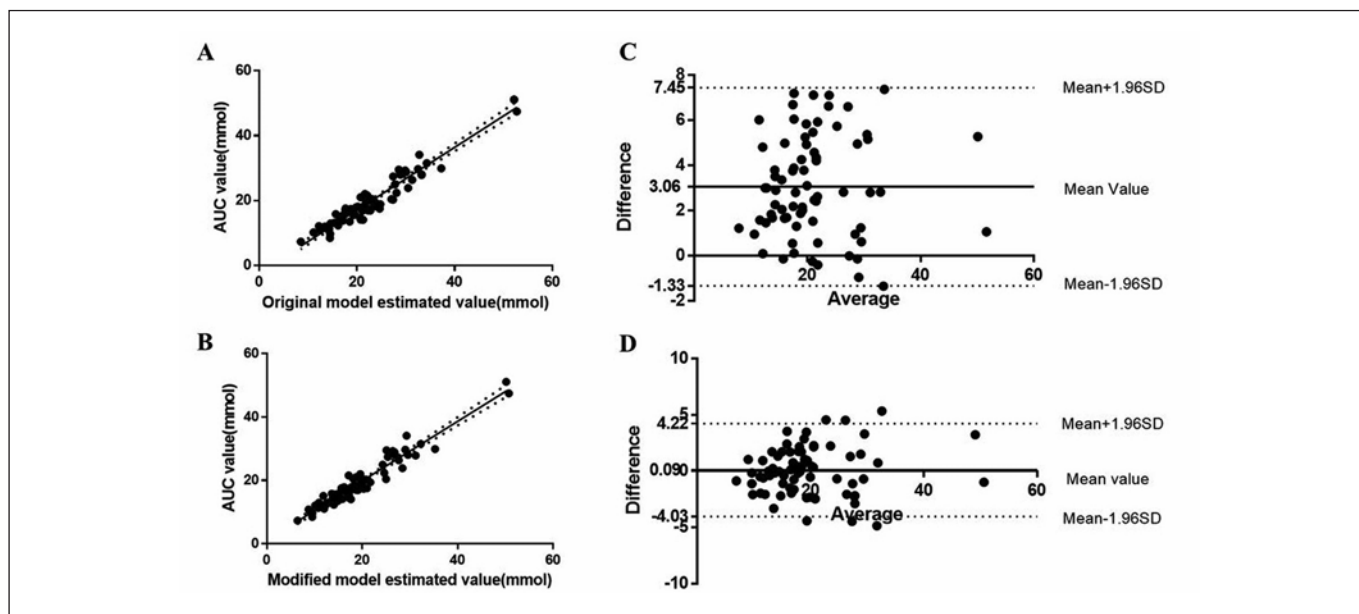 A
AUC value(mmol)
60
40
20
0
0 20 40 60
Original model estimated value(mmol)
B
AUC value(mmol)
60
40
20
0
0 20 40 60
Modified model estimated value(mmol)
C
Difference
8
7.45 Mean+1.96SD
6
4
3.06 Mean Value
2
0
20 40 60
-1.33 Average Mean-1.96SD
-2
D
Difference
10
5
4.22 Mean+1.96SD
0.090 Mean value
20 40 60
-4.03 Average Mean-1.96SD
-5
-10